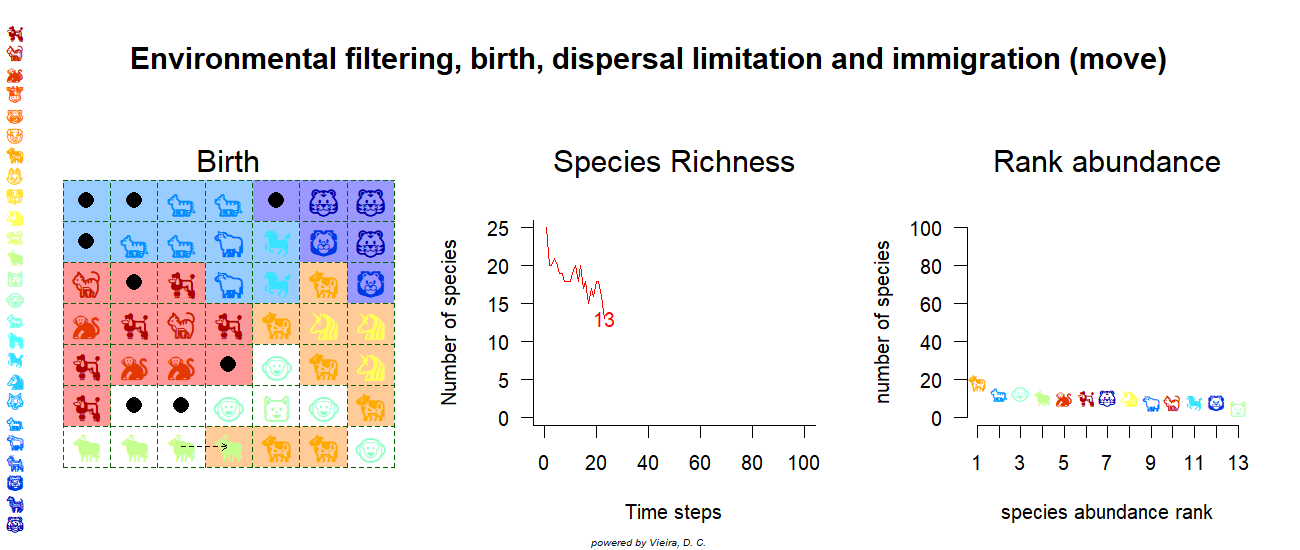 Environmental filtering, birth, dispersal limitation and immigration (move)
Birth
Species Richness
Rank abundance
Number of species
25
20
15
10
5
0
13
0 20 40 60 80 100
Time steps
number of species
100
80
60
40
20
0
1 3 5 7 9 11 13
species abundance rank
powered by Vieira, D. C.